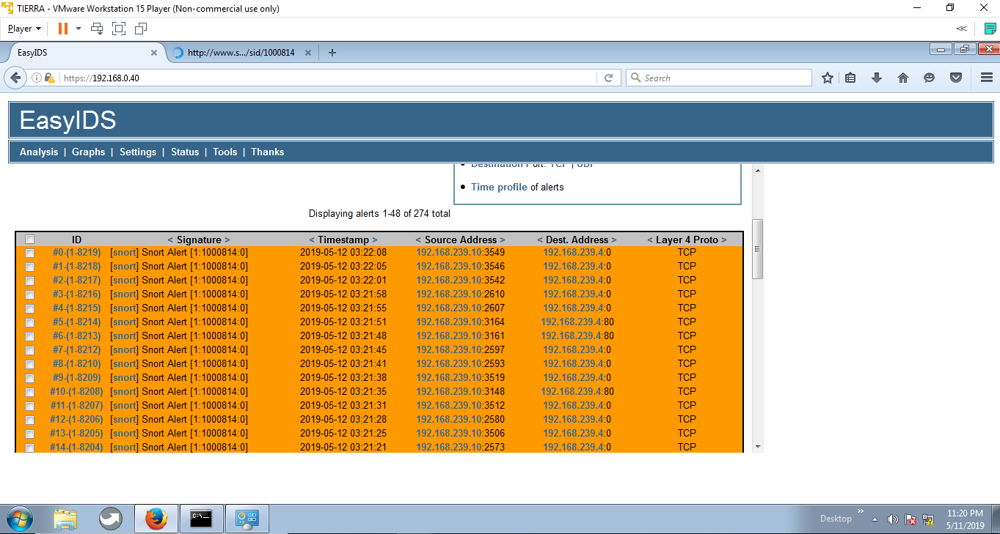 TIERRA - VMware Workstation 15 Player (Non-commercial use only)
Player
EasyIDS
http://www.s.../sid/1000814
https://192.168.0.40
Search
EasyIDS
Analysis | Graphs | Settings | Status | Tools | Thanks
Destination Port: TCP | UDP
Time profile of alerts
Displaying alerts 1-48 of 274 total
ID < Signature > < Timestamp > < Source Address > < Dest. Address > < Layer 4 Proto >
#0-(1-8219) [snort] Snort Alert [1:1000814:0] 2019-05-12 03:22:08 192.168.239.10:3549 192.168.239.4:0 TCP
#1-(1-8218) [snort] Snort Alert [1:1000814:0] 2019-05-12 03:22:05 192.168.239.10:3546 192.168.239.4:0 TCP
#2-(1-8217) [snort] Snort Alert [1:1000814:0] 2019-05-12 03:22:01 192.168.239.10:3542 192.168.239.4:0 TCP
#3-(1-8216) [snort] Snort Alert [1:1000814:0] 2019-05-12 03:21:58 192.168.239.10:2610 192.168.239.4:0 TCP
#4-(1-8215) [snort] Snort Alert [1:1000814:0] 2019-05-12 03:21:55 192.168.239.10:2607 192.168.239.4:0 TCP
#5-(1-8214) [snort] Snort Alert [1:1000814:0] 2019-05-12 03:21:51 192.168.239.10:3164 192.168.239.4:80 TCP
#6-(1-8213) [snort] Snort Alert [1:1000814:0] 2019-05-12 03:21:48 192.168.239.10:3161 192.168.239.4:80 TCP
#7-(1-8212) [snort] Snort Alert [1:1000814:0] 2019-05-12 03:21:45 192.168.239.10:2597 192.168.239.4:0 TCP
#8-(1-8210) [snort] Snort Alert [1:1000814:0] 2019-05-12 03:21:41 192.168.239.10:2593 192.168.239.4:0 TCP
#9-(1-8209) [snort] Snort Alert [1:1000814:0] 2019-05-12 03:21:38 192.168.239.10:3519 192.168.239.4:0 TCP
#10-(1-8208) [snort] Snort Alert [1:1000814:0] 2019-05-12 03:21:35 192.168.239.10:3148 192.168.239.4:80 TCP
#11-(1-8207) [snort] Snort Alert [1:1000814:0] 2019-05-12 03:21:31 192.168.239.10:3512 192.168.239.4:0 TCP
#12-(1-8206) [snort] Snort Alert [1:1000814:0] 2019-05-12 03:21:28 192.168.239.10:2580 192.168.239.4:0 TCP
#13-(1-8205) [snort] Snort Alert [1:1000814:0] 2019-05-12 03:21:25 192.168.239.10:3506 192.168.239.4:0 TCP
#14-(1-8204) [snort] Snort Alert [1:1000814:0] 2019-05-12 03:21:21 192.168.239.10:2573 192.168.239.4:0 TCP
Desktop
11:20 PM
5/11/2019